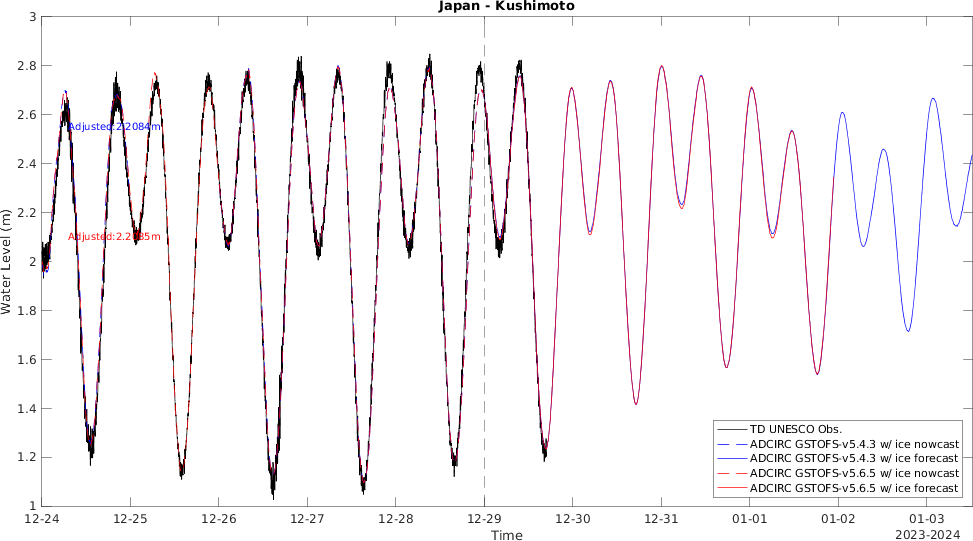 Japan - Kushimoto
Water Level (m)
3
2.8
2.6
2.4
2.2
2
1.8
1.6
1.4
1.2
1
Adjusted:2.2084m
TD UNESCO Obs.
ADCIRC GSTOFS-v5.4.3 w/ ice nowcast
ADCIRC GSTOFS-v5.4.3 w/ ice forecast
ADCIRC GSTOFS-v5.6.5 w/ ice nowcast
ADCIRC GSTOFS-v5.6.5 w/ ice forecast
12-24 12-25 12-26 12-27 12-28 12-29 12-30 12-31 01-01 01-02 01-03
Time
2023-2024